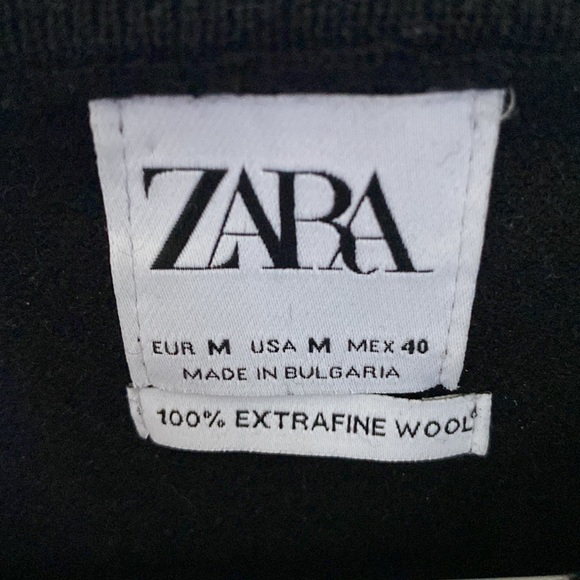 ZARA
EUR M USA M MEX 40
MADE IN BULGARIA
100% EXTRAFINE WOOL